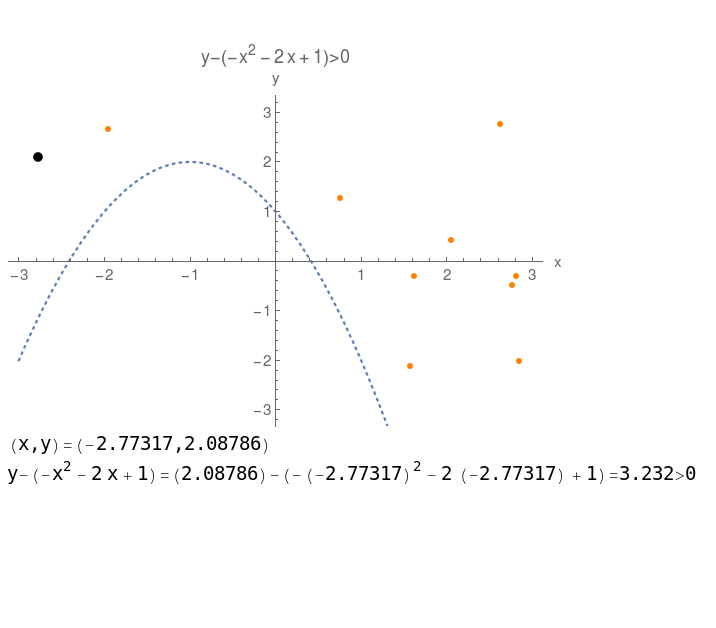 y-(-x² - 2 x + 1)>0
y
3
2
1
-3 -2 -1 1 2 3 x
-1
-2
-3
(x,y) = (-2.77317,2.08786)
y-(-x² - 2 x + 1) = (2.08786) - (-(-2.77317)² - 2 (-2.77317) + 1) =3.232>0